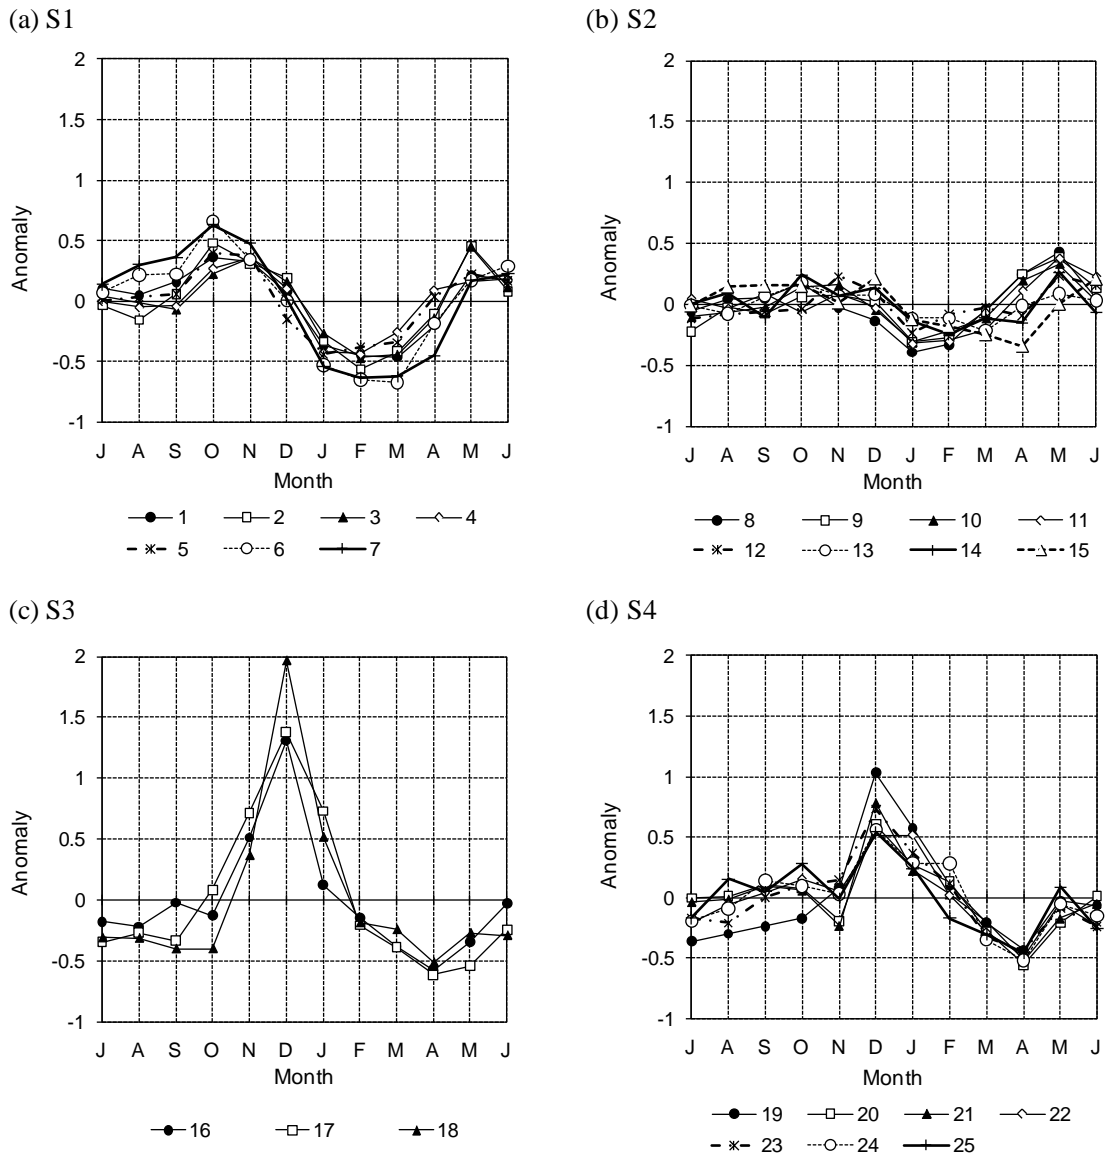 (a) S1
2
1.5
1
0.5
0
-0.5
-1
Anomaly
J A S O N D J F M A M J
Month
1 2 3 4
5 6 7
(b) S2
2
1.5
1
0.5
0
-0.5
-1
Anomaly
J A S O N D J F M A M J
Month
8 9 10 11
12 13 14 15
(c) S3
2
1.5
1
0.5
0
-0.5
-1
Anomaly
J A S O N D J F M A M J
Month
16 17 18
(d) S4
2
1.5
1
0.5
0
-0.5
-1
Anomaly
J A S O N D J F M A M J
Month
19 20 21 22
23 24 25